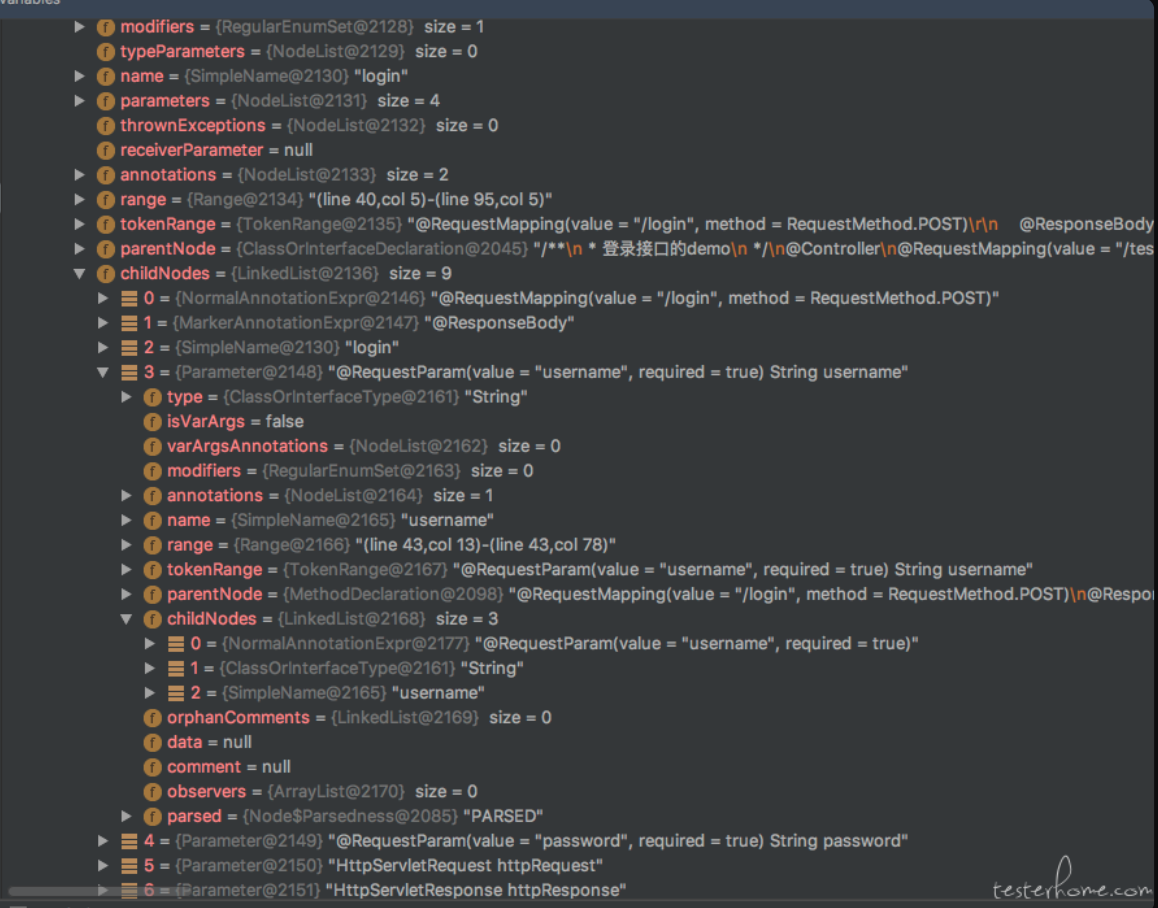 variables
modifiers = {RegularEnumSet@2128} size = 1
typeParameters = {NodeList@2129} size = 0
name = {SimpleName@2130} "login"
parameters = {NodeList@2131} size = 4
thrownExceptions = {NodeList@2132} size = 0
receiverParameter = null
annotations = {NodeList@2133} size = 2
range = {Range@2134} "(line 40,col 5)-(line 95,col 5)"
tokenRange = {TokenRange@2135} "@RequestMapping(value = "/login", method = RequestMethod.POST)\r\n @ResponseBody
parentNode = {ClassOrInterfaceDeclaration@2045} "/**\n * 登录接口的demo\n */\n@Controller\n@RequestMapping(value = "/tes
childNodes = {LinkedList@2136} size = 9
0 = {NormalAnnotationExpr@2146} "@RequestMapping(value = "/login", method = RequestMethod.POST)"
1 = {MarkerAnnotationExpr@2147} "@ResponseBody"
2 = {SimpleName@2130} "login"
3 = {Parameter@2148} "@RequestParam(value = "username", required = true) String username"
type = {ClassOrInterfaceType@2161} "String"
isVarArgs = false
varArgsAnnotations = {NodeList@2162} size = 0
modifiers = {RegularEnumSet@2163} size = 0
annotations = {NodeList@2164} size = 1
name = {SimpleName@2165} "username"
range = {Range@2166} "(line 43,col 13)-(line 43,col 78)"
tokenRange = {TokenRange@2167} "@RequestParam(value = "username", required = true) String username"
parentNode = {MethodDeclaration@2098} "@RequestMapping(value = "/login", method = RequestMethod.POST)\n@Respo
childNodes = {LinkedList@2168} size = 3
0 = {NormalAnnotationExpr@2177} "@RequestParam(value = "username", required = true)"
1 = {ClassOrInterfaceType@2161} "String"
2 = {SimpleName@2165} "username"
orphanComments = {LinkedList@2169} size = 0
data = null
comment = null
observers = {ArrayList@2170} size = 0
parsed = {Node$Parsedness@2085} "PARSED"
4 = {Parameter@2149} "@RequestParam(value = "password", required = true) String password"
5 = {Parameter@2150} "HttpServletRequest httpRequest"
6 = {Parameter@2151} "HttpServletResponse httpResponse"
testerhome.com